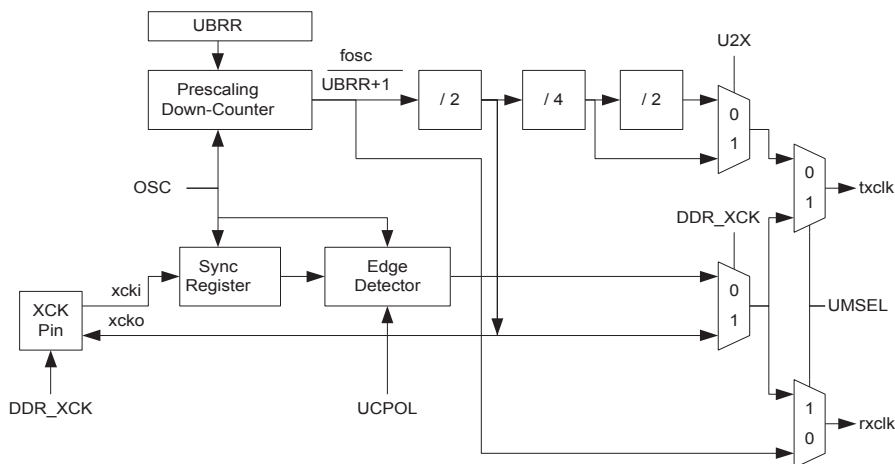 UBRR
fosc
U2X
Prescaling
Down-Counter
UBRR+1
/ 2
/ 4
/ 2
0
1
0
1
OSC
txclk
DDR_XCK
Sync
Register
Edge
Detector
xcki
XCK
Pin
xcko
0
1
UMSEL
DDR_XCK
UCPOL
1
0
rxclk